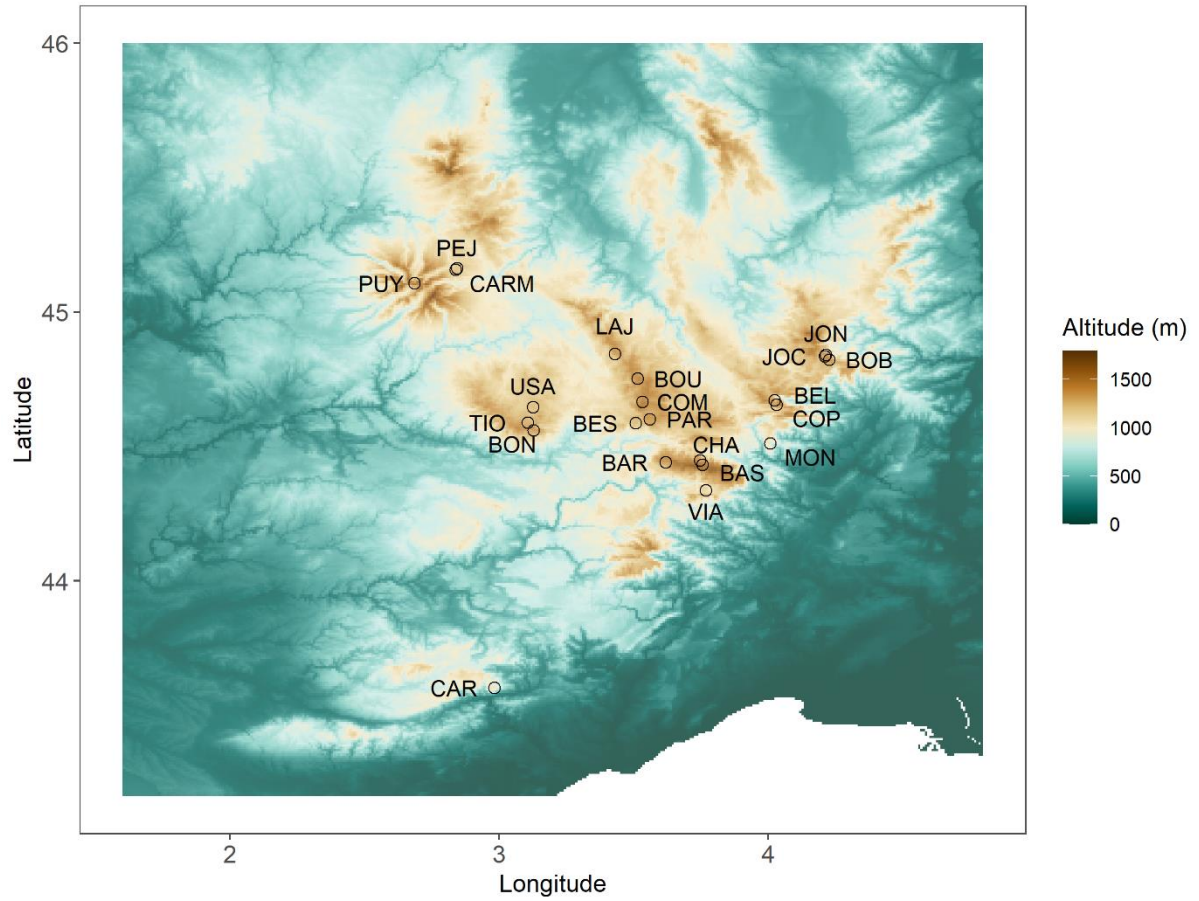 46
45
44
Latitude
PEJ
PUY
CARM
LAJ
JON
JOC
BOB
BOU
USA
COM
BEL
TIO
BES
PAR
COP
BON
CHA
MON
BAR
BAS
VIA
CAR
2
3
4
Longitude
Altitude (m)
1500
1000
500
0